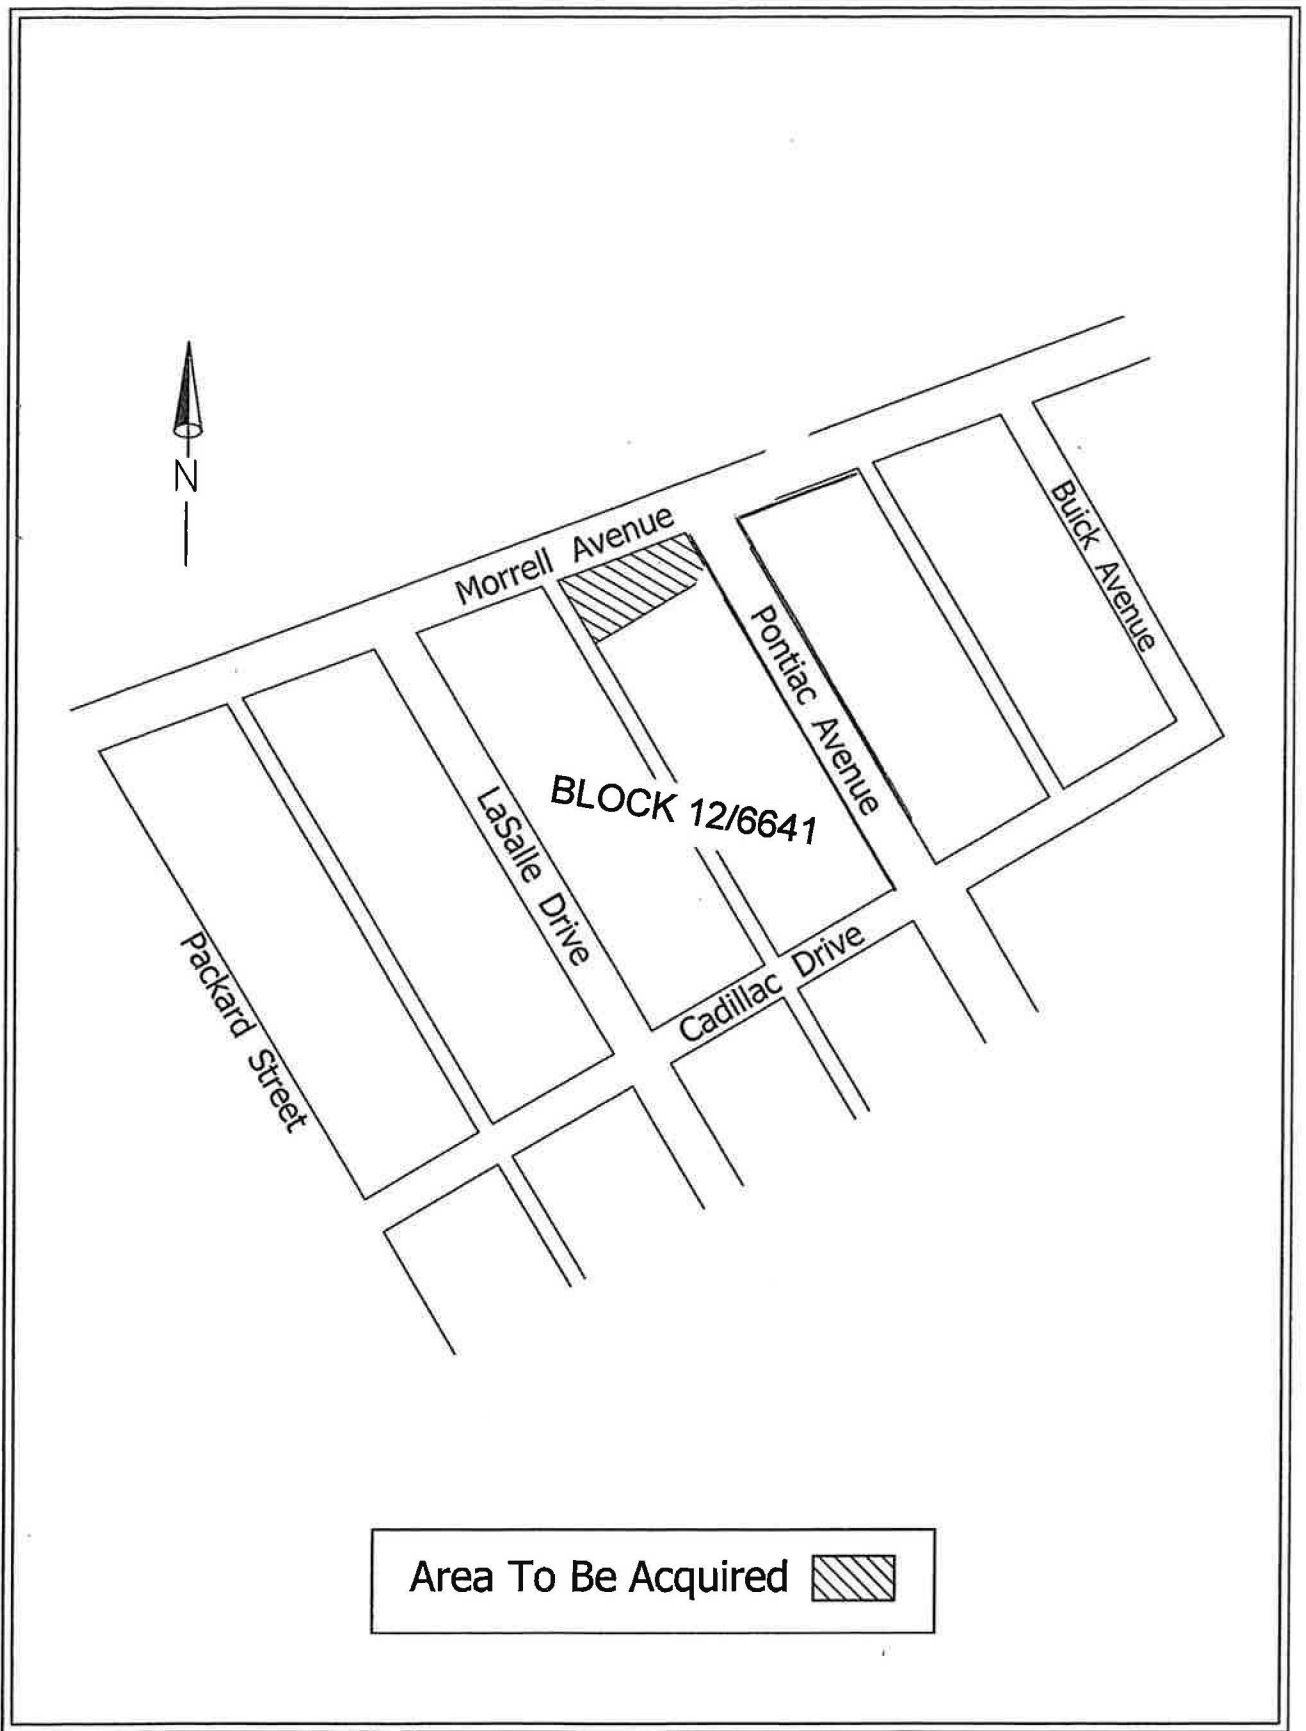 N
Morrell Avenue
Buick Avenue
Pontiac Avenue
BLOCK 12/6641
LaSalle Drive
Cadillac Drive
Packard Street
Area To Be Acquired